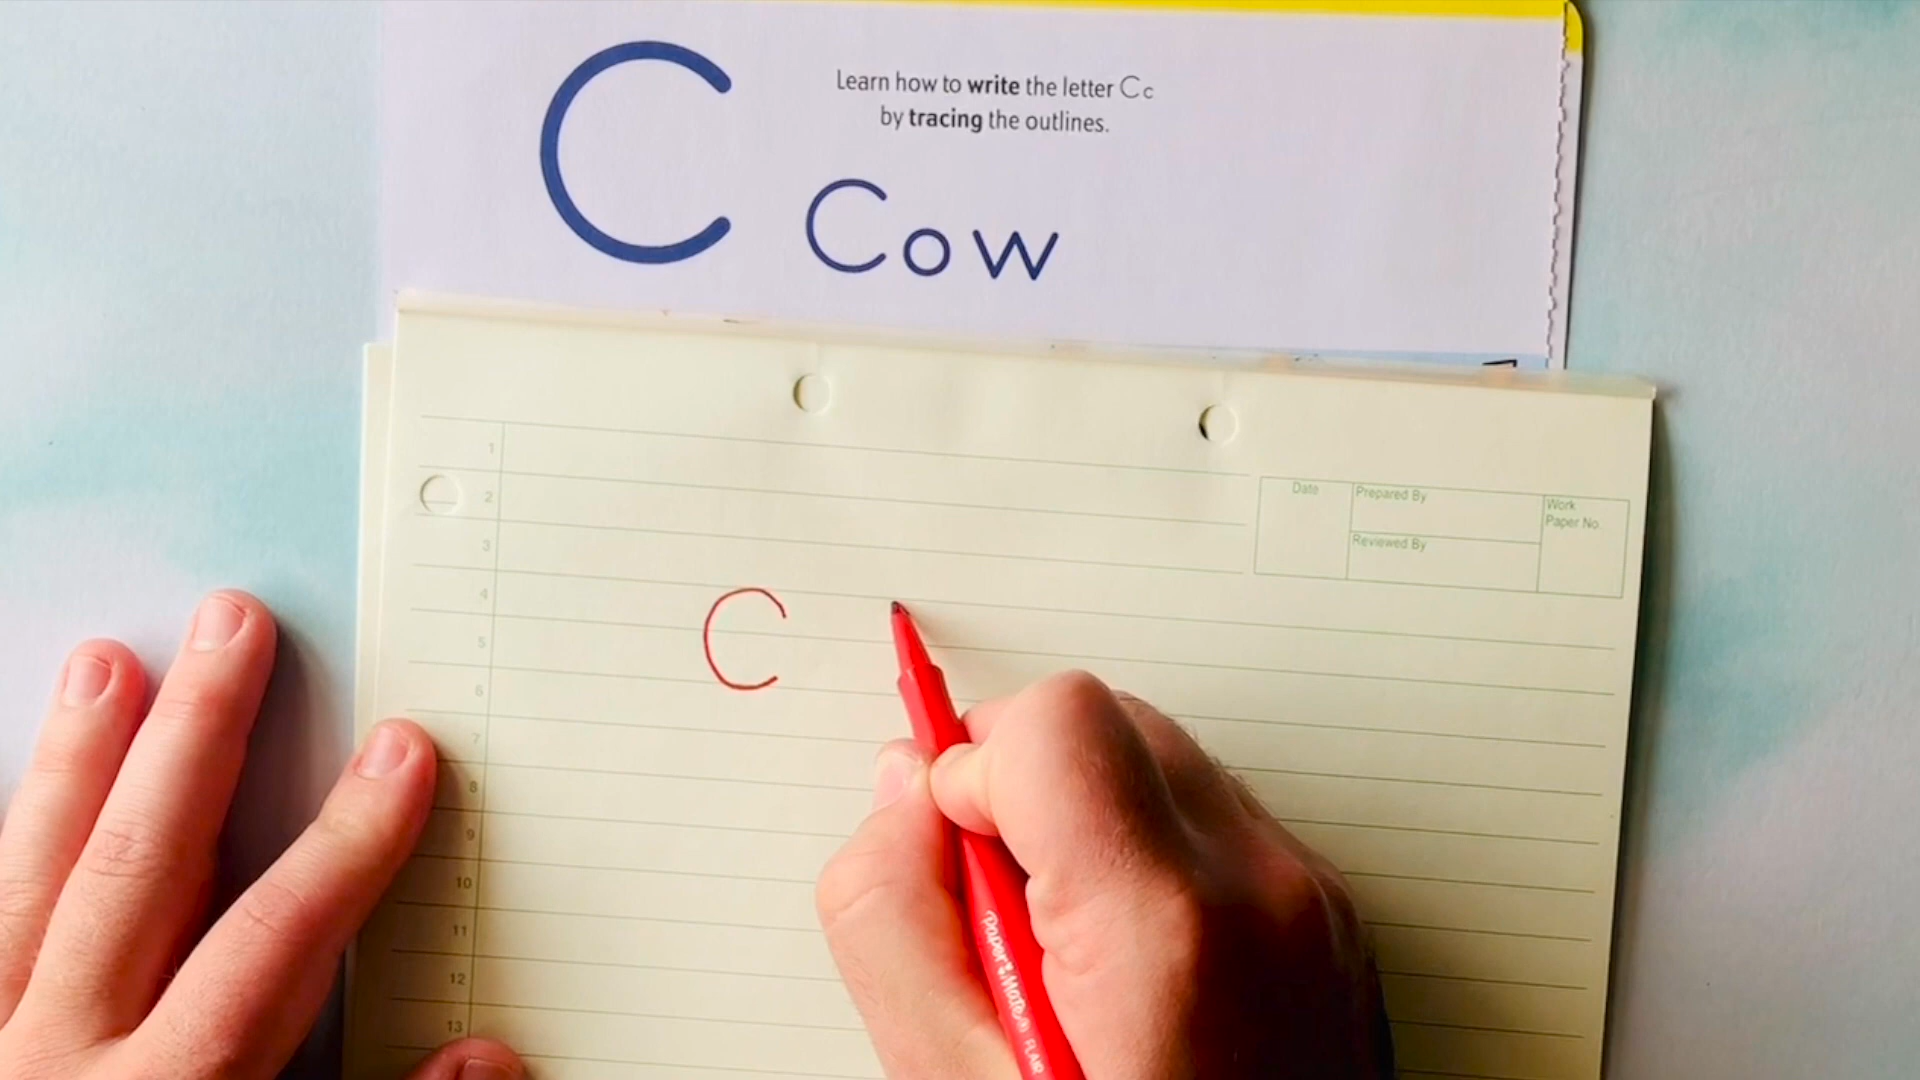 C
Learn how to write the letter Cc
by tracing the outlines.
Cow
1
2
3
4
5
6
7
8
9
10
11
12
13
Date
Prepared By
Reviewed By
Work
Paper No.
C
Paper Mate FLAIR